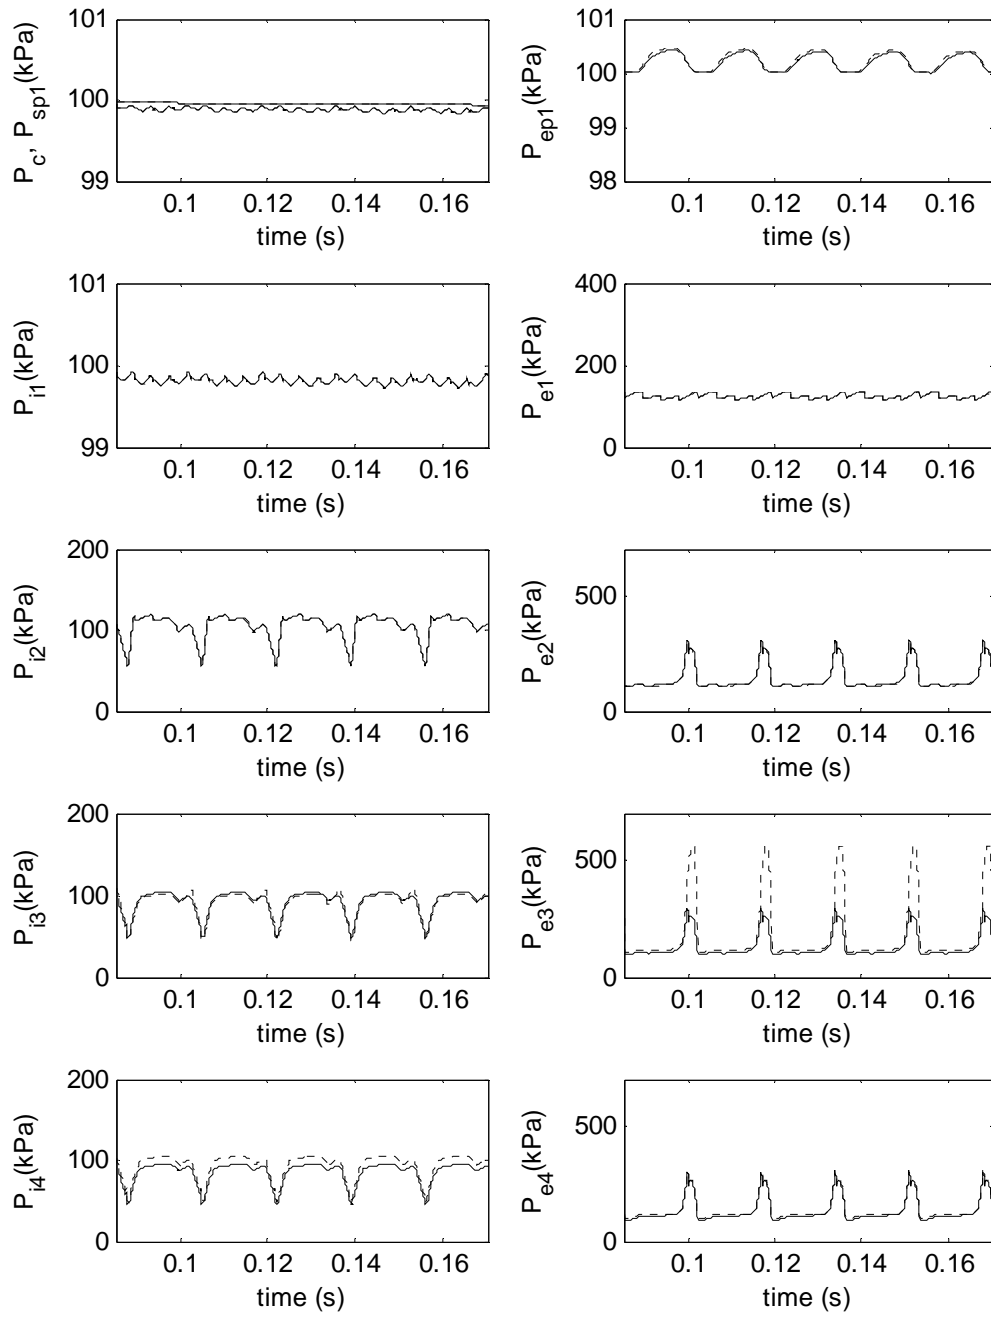 101
100
99
P_c, P_sp1(kPa)
0.1 0.12 0.14 0.16
time (s)
101
100
99
98
P_ep1(kPa)
0.1 0.12 0.14 0.16
time (s)
101
100
99
P_i1(kPa)
0.1 0.12 0.14 0.16
time (s)
400
200
0
P_e1(kPa)
0.1 0.12 0.14 0.16
time (s)
200
100
0
P_i2(kPa)
0.1 0.12 0.14 0.16
time (s)
500
0
P_e2(kPa)
0.1 0.12 0.14 0.16
time (s)
200
100
0
P_i3(kPa)
0.1 0.12 0.14 0.16
time (s)
500
0
P_e3(kPa)
0.1 0.12 0.14 0.16
time (s)
200
100
0
P_i4(kPa)
0.1 0.12 0.14 0.16
time (s)
500
0
P_e4(kPa)
0.1 0.12 0.14 0.16
time (s)